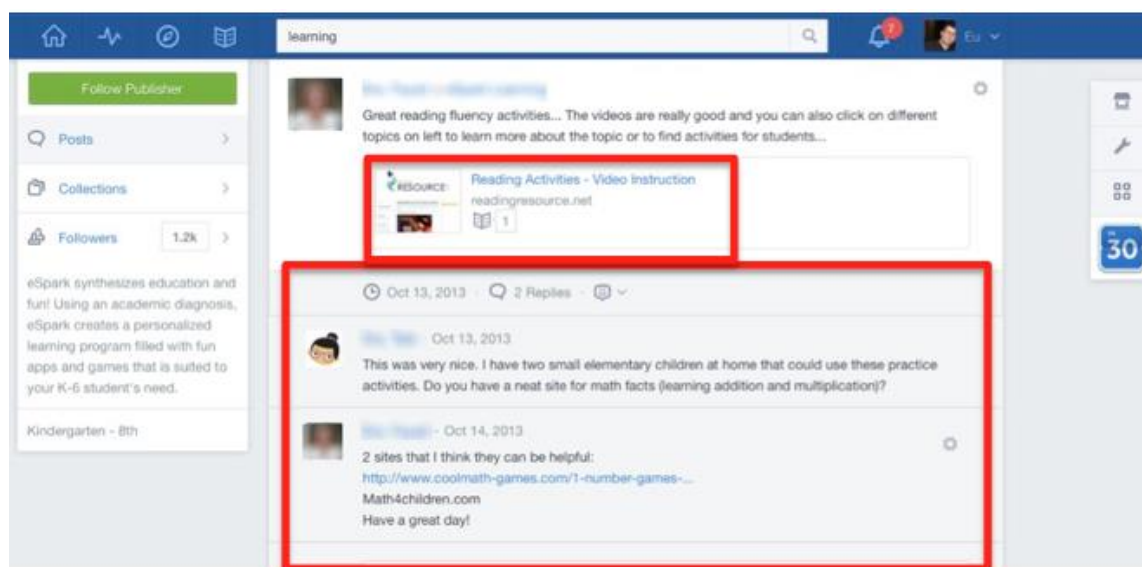 learning
7
Eu
Follow Publisher
Posts
Collections
Followers 1.2k
eSpark synthesizes education and
fun! Using an academic diagnosis,
eSpark creates a personalized
learning program filled with fun
apps and games that is suited to
your K-6 student's need.
Kindergarten - 8th
Great reading fluency activities... The videos are really good and you can also click on different
topics on left to learn more about the topic or to find activities for students...
RESOURCE
Reading Activities - Video Instruction
readingresource.net
1
Oct 13, 2013 · 2 Replies ·
- Oct 13, 2013
This was very nice. I have two small elementary children at home that could use these practice
activities. Do you have a neat site for math facts (learning addition and multiplication)?
- Oct 14, 2013
2 sites that I think they can be helpful:
http://www.coolmath-games.com/1-number-games-...
Math4children.com
Have a great day!
30